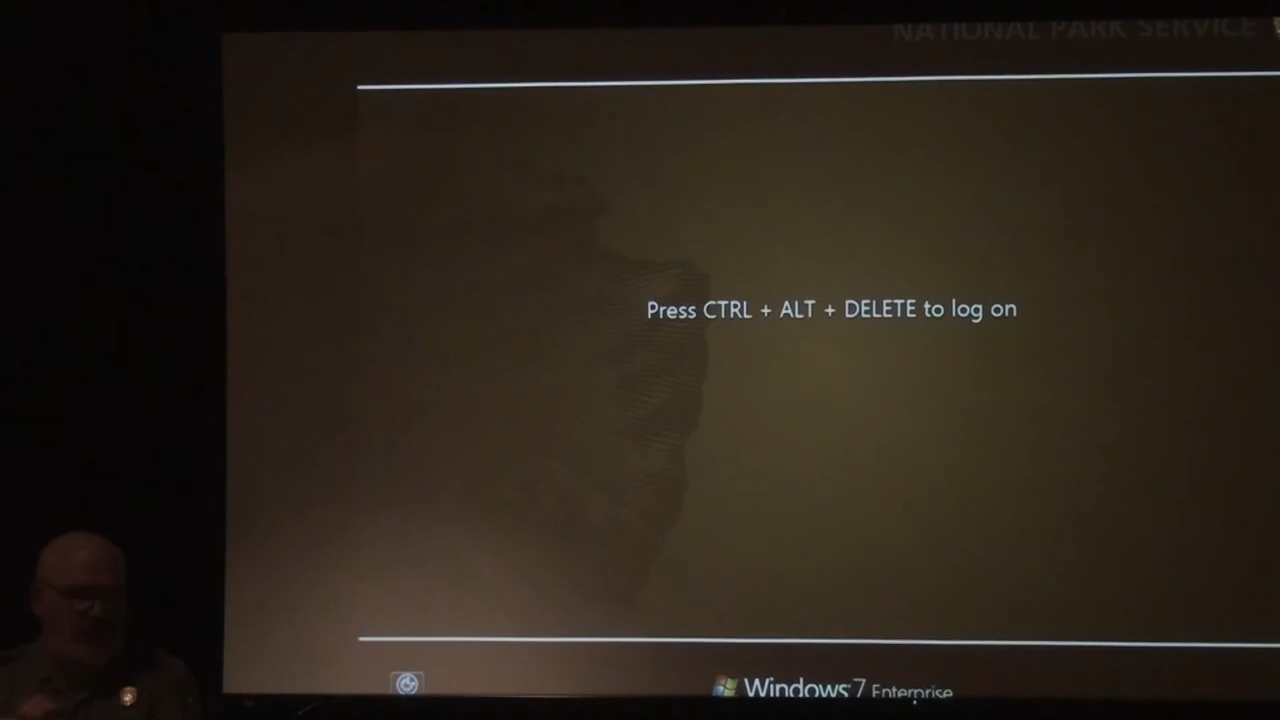 NATIONAL PARK SERVICE
Press CTRL + ALT + DELETE to log on
Windows 7 Enterprise